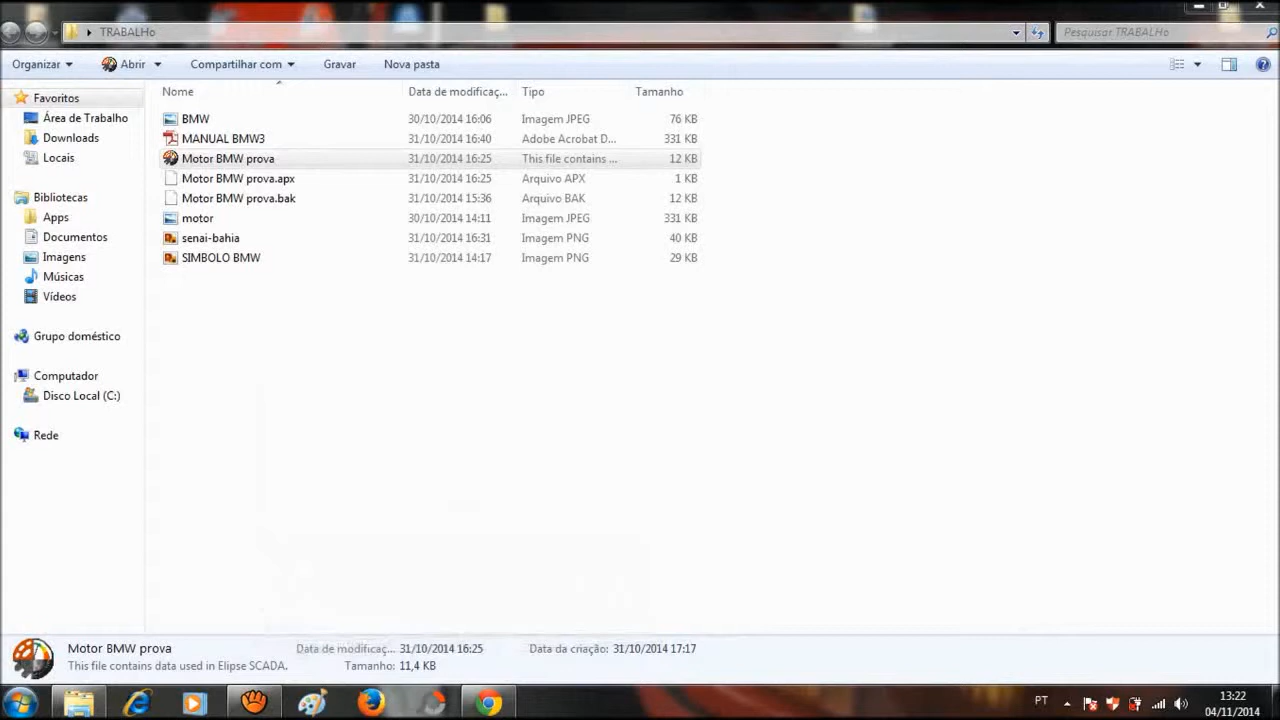 TRABALHo
Pesquisar TRABALHo
Organizar Abrir Compartilhar com Gravar Nova pasta
Nome Data de modificaç... Tipo Tamanho
Favoritos
Área de Trabalho
Downloads
Locais
Bibliotecas
Apps
Documentos
Imagens
Músicas
Vídeos
Grupo doméstico
Computador
Disco Local (C:)
Rede
BMW 30/10/2014 16:06 Imagem JPEG 76 KB
MANUAL BMW3 31/10/2014 16:40 Adobe Acrobat D... 331 KB
Motor BMW prova 31/10/2014 16:25 This file contains ... 12 KB
Motor BMW prova.apx 31/10/2014 16:25 Arquivo APX 1 KB
Motor BMW prova.bak 31/10/2014 15:36 Arquivo BAK 12 KB
motor 30/10/2014 14:11 Imagem JPEG 331 KB
senai-bahia 31/10/2014 16:31 Imagem PNG 40 KB
SIMBOLO BMW 31/10/2014 14:17 Imagem PNG 29 KB
Motor BMW prova Data de modificaç... 31/10/2014 16:25 Data da criação: 31/10/2014 17:17
This file contains data used in Elipse SCADA. Tamanho: 11,4 KB
PT
13:22
04/11/2014